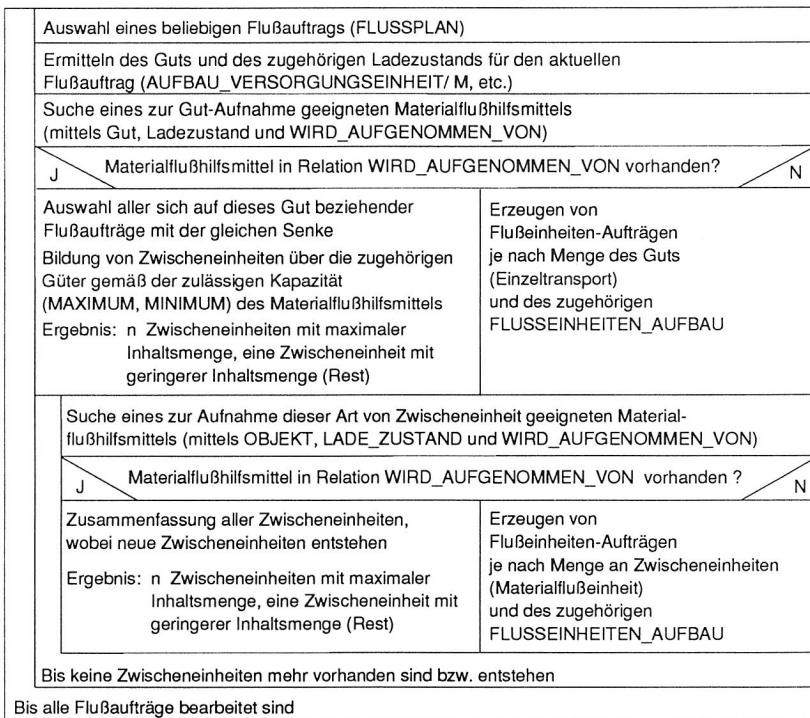 Auswahl eines beliebigen Flußauftrags (FLUSSPLAN)
Ermitteln des Guts und des zugehörigen Ladezustands für den aktuellen
Flußauftrag (AUFBAU_VERSORGUNGSEINHEIT/ M, etc.)
Suche eines zur Gut-Aufnahme geeigneten Materialflußhilfsmittels
(mittels Gut, Ladezustand und WIRD_AUFGENOMMEN_VON)
Materialflußhilfsmittel in Relation WIRD_AUFGENOMMEN_VON vorhanden?
J
N
Auswahl aller sich auf dieses Gut beziehender
Flußaufträge mit der gleichen Senke
Bildung von Zwischeneinheiten über die zugehörigen
Güter gemäß der zulässigen Kapazität
(MAXIMUM, MINIMUM) des Materialflußhilfsmittels
Ergebnis: n Zwischeneinheiten mit maximaler
Inhaltsmenge, eine Zwischeneinheit mit
geringerer Inhaltsmenge (Rest)
Erzeugen von
Flußeinheiten-Aufträgen
je nach Menge des Guts
(Einzeltransport)
und des zugehörigen
FLUSSEINHEITEN_AUFBAU
Suche eines zur Aufnahme dieser Art von Zwischeneinheit geeigneten Material-
flußhilfsmittels (mittels OBJEKT, LADE_ZUSTAND und WIRD_AUFGENOMMEN_VON)
Materialflußhilfsmittel in Relation WIRD_AUFGENOMMEN_VON vorhanden ?
J
N
Zusammenfassung aller Zwischeneinheiten,
wobei neue Zwischeneinheiten entstehen
Ergebnis: n Zwischeneinheiten mit maximaler
Inhaltsmenge, eine Zwischeneinheit mit
geringerer Inhaltsmenge (Rest)
Erzeugen von
Flußeinheiten-Aufträgen
je nach Menge an Zwischeneinheiten
(Materialflußeinheit)
und des zugehörigen
FLUSSEINHEITEN_AUFBAU
Bis keine Zwischeneinheiten mehr vorhanden sind bzw. entstehen
Bis alle Flußaufträge bearbeitet sind